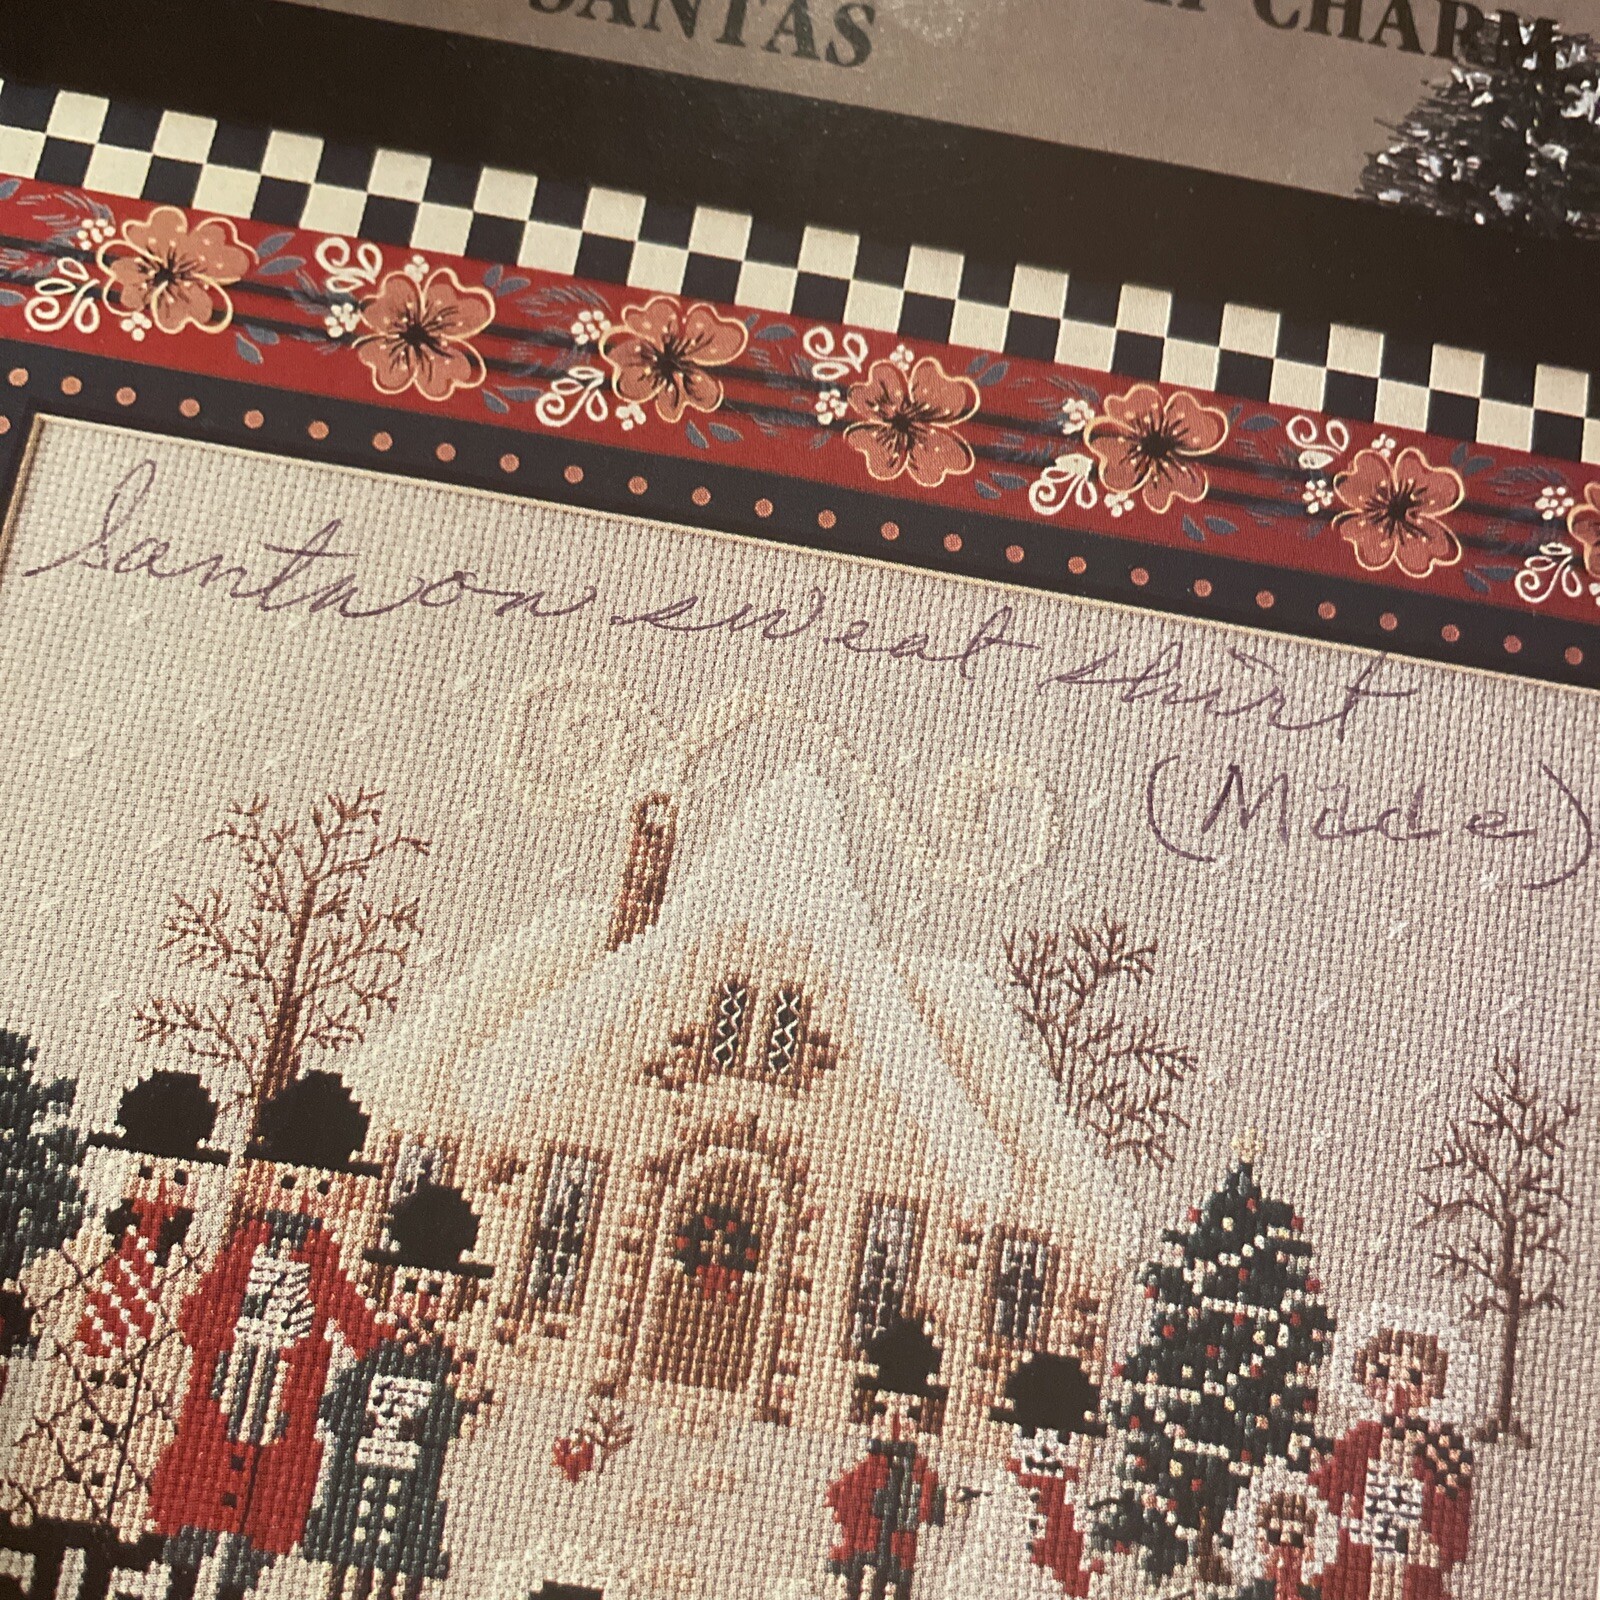 SANTAS
CHARM
Santa on sweat shirt
(Made)